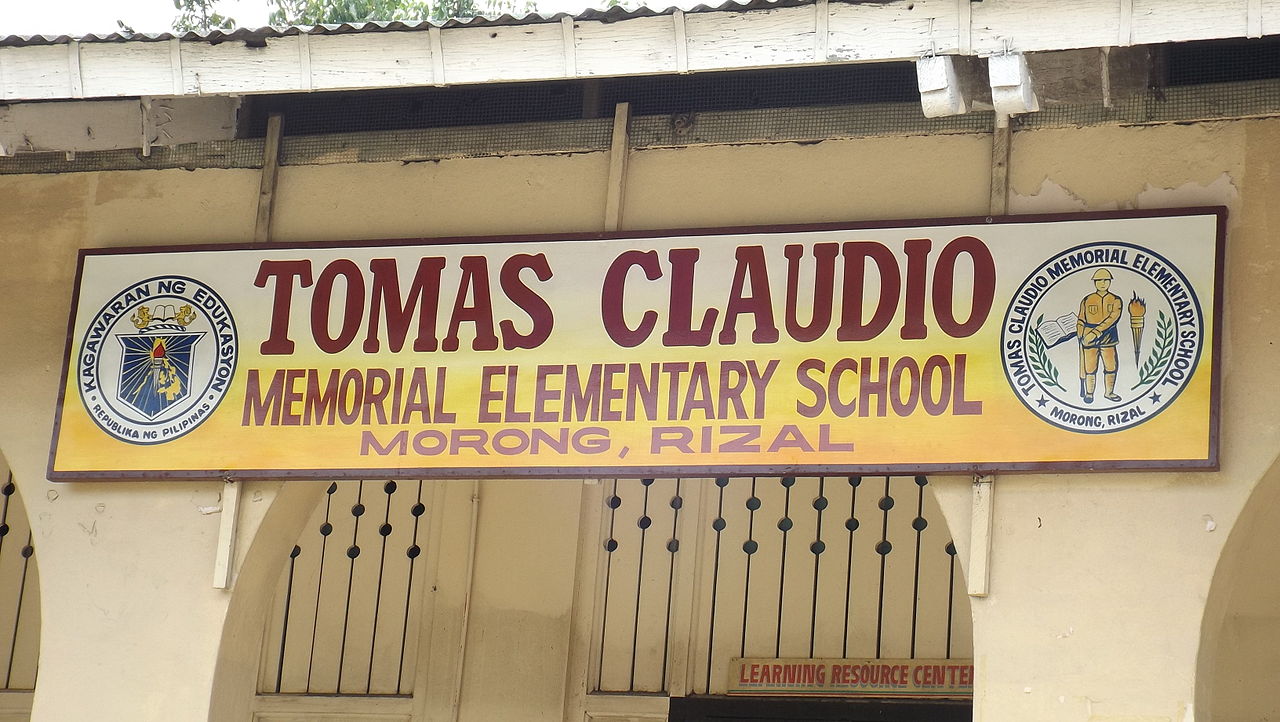 KAGAWARAN NG EDUKASYON
REPUBLIKA NG PILIPINAS
TOMAS CLAUDIO
MEMORIAL ELEMENTARY SCHOOL
MORONG, RIZAL
TOMAS CLAUDIO MEMORIAL ELEMENTARY SCHOOL
MORONG, RIZAL
LEARNING RESOURCE CENTE